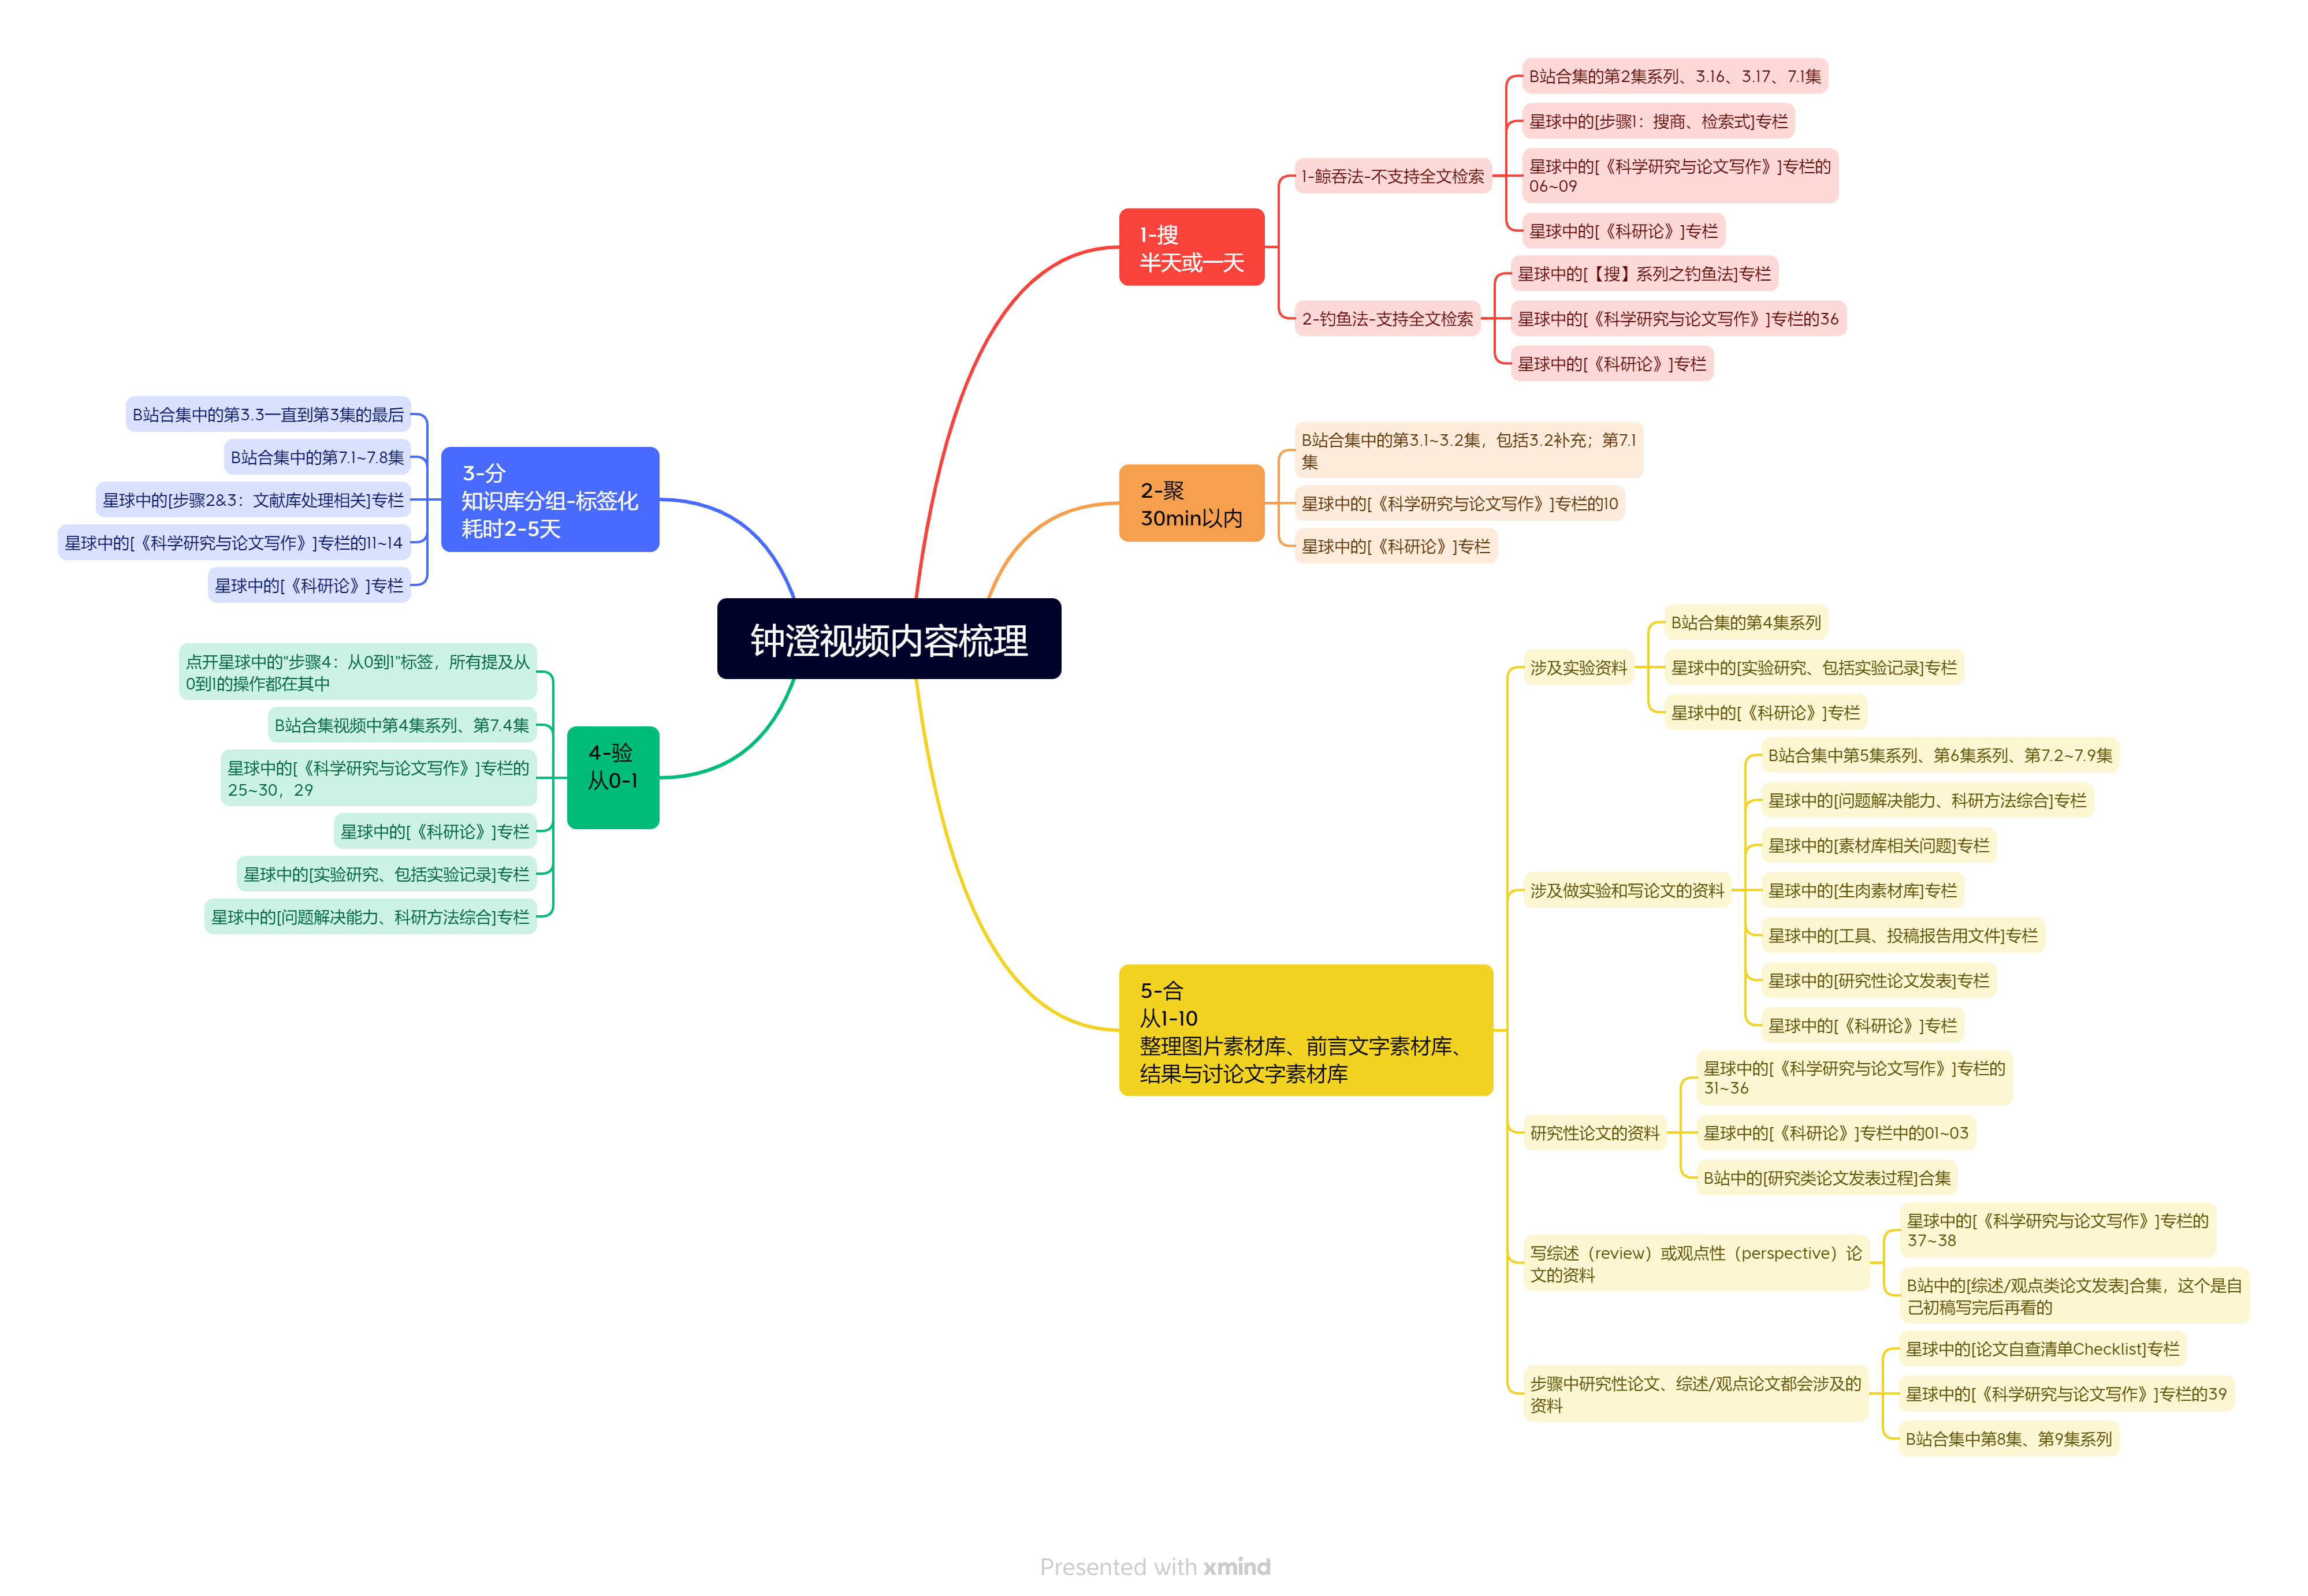 钟澄视频内容梳理
1-搜
半天或一天
1-鲸吞法-不支持全文检索
B站合集的第2集系列、3.16、3.17、7.1集
星球中的[步骤1：搜商、检索式]专栏
星球中的[《科学研究与论文写作》]专栏的
06~09
星球中的[《科研论》]专栏
2-钓鱼法-支持全文检索
星球中的[【搜】系列之钓鱼法]专栏
星球中的[《科学研究与论文写作》]专栏的36
星球中的[《科研论》]专栏
2-聚
30min以内
B站合集中的第3.1~3.2集，包括3.2补充；第7.1
集
星球中的[《科学研究与论文写作》]专栏的10
星球中的[《科研论》]专栏
3-分
知识库分组-标签化
耗时2-5天
B站合集中的第3.3一直到第3集的最后
B站合集中的第7.1~7.8集
星球中的[步骤2&3：文献库处理相关]专栏
星球中的[《科学研究与论文写作》]专栏的11~14
星球中的[《科研论》]专栏
4-验
从0-1
点开星球中的“步骤4：从0到1”标签，所有提及从
0到1的操作都在其中
B站合集视频中第4集系列、第7.4集
星球中的[《科学研究与论文写作》]专栏的
25~30，29
星球中的[《科研论》]专栏
星球中的[实验研究、包括实验记录]专栏
星球中的[问题解决能力、科研方法综合]专栏
5-合
从1-10
整理图片素材库、前言文字素材库、
结果与讨论文字素材库
涉及实验资料
B站合集的第4集系列
星球中的[实验研究、包括实验记录]专栏
星球中的[《科研论》]专栏
涉及做实验和写论文的资料
B站合集中第5集系列、第6集系列、第7.2~7.9集
星球中的[问题解决能力、科研方法综合]专栏
星球中的[素材库相关问题]专栏
星球中的[生肉素材库]专栏
星球中的[工具、投稿报告用文件]专栏
星球中的[研究性论文发表]专栏
星球中的[《科研论》]专栏
研究性论文的资料
星球中的[《科学研究与论文写作》]专栏的
31~36
星球中的[《科研论》]专栏中的01~03
B站中的[研究类论文发表过程]合集
写综述（review）或观点性（perspective）论
文的资料
星球中的[《科学研究与论文写作》]专栏的
37~38
B站中的[综述/观点类论文发表]合集，这个是自
己初稿写完后再看的
步骤中研究性论文、综述/观点论文都会涉及的
资料
星球中的[论文自查清单Checklist]专栏
星球中的[《科学研究与论文写作》]专栏的39
B站合集中第8集、第9集系列
Presented with xmind